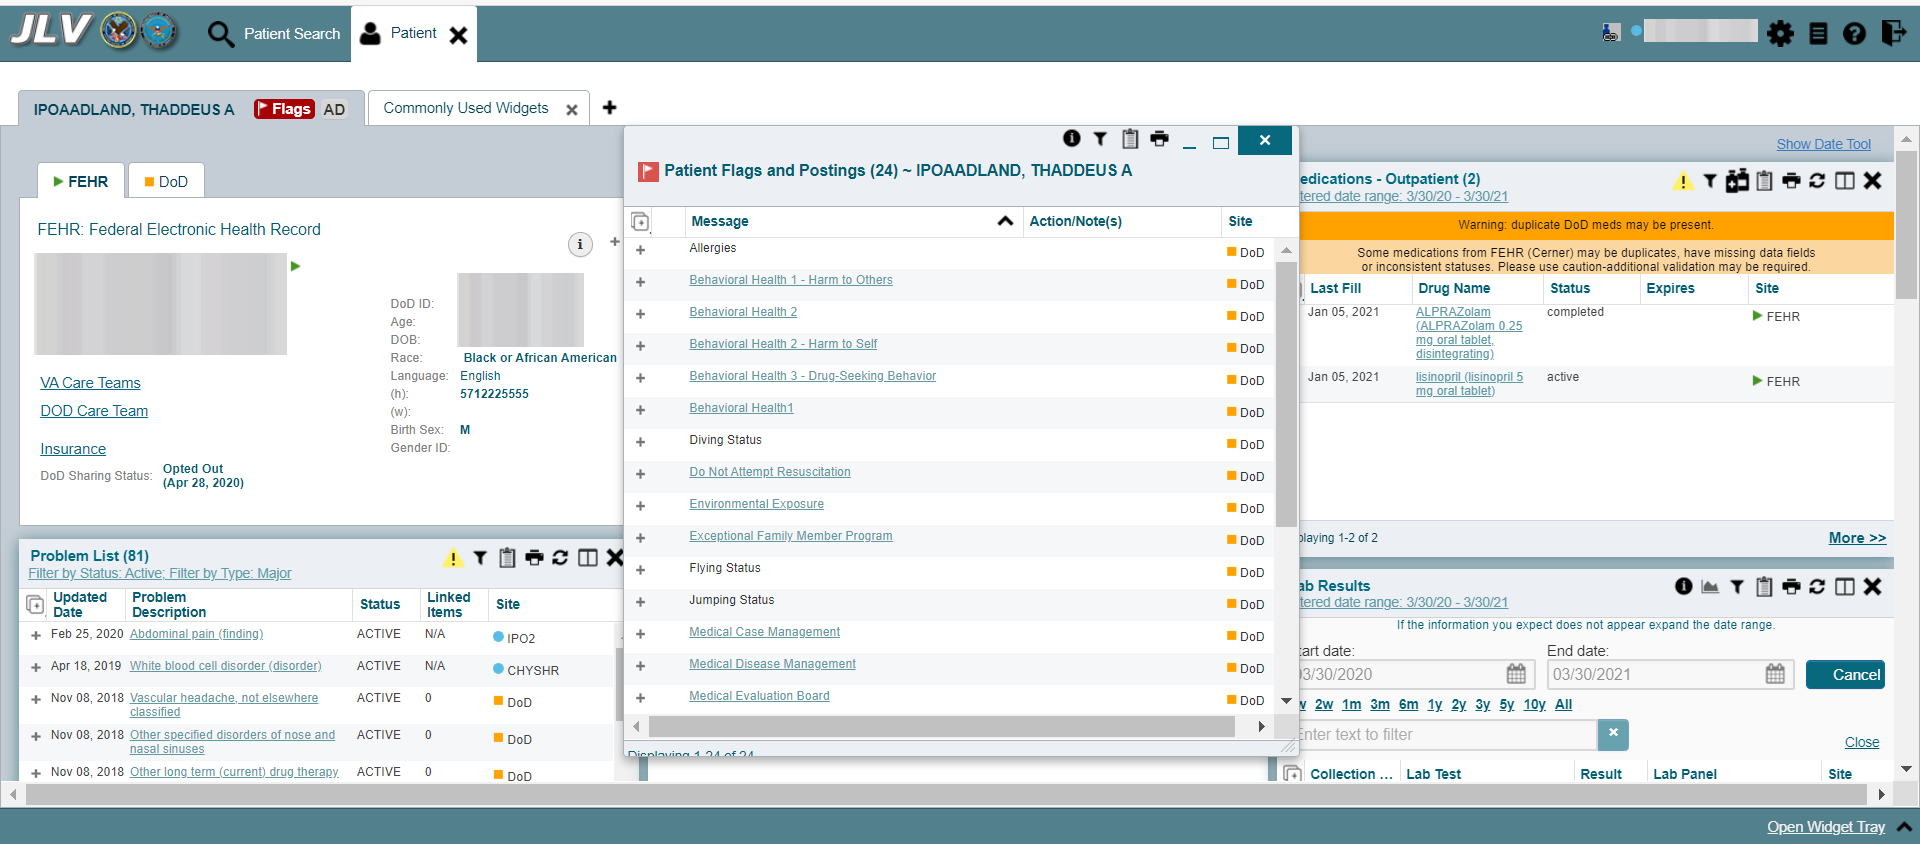 JLV
Patient Search
Patient
IPOAADLAND, THADDEUS A
Flags
AD
Commonly Used Widgets
Show Date Tool
FEHR
DoD
FEHR: Federal Electronic Health Record
DoD ID:
Age:
DOB:
Race: Black or African American
Language: English
(h): 5712225555
(w):
Birth Sex: M
Gender ID:
VA Care Teams
DOD Care Team
Insurance
DoD Sharing Status: Opted Out
(Apr 28, 2020)
Problem List (81)
Filter by Status: Active; Filter by Type: Major
Updated Date Problem Description Status Linked Items Site
Feb 25, 2020 Abdominal pain (finding) ACTIVE N/A IPO2
Apr 18, 2019 White blood cell disorder (disorder) ACTIVE N/A CHYSHR
Nov 08, 2018 Vascular headache, not elsewhere classified ACTIVE 0 DoD
Nov 08, 2018 Other specified disorders of nose and nasal sinuses ACTIVE 0 DoD
Nov 08, 2018 Other long term (current) drug therapy ACTIVE 0 DoD
Patient Flags and Postings (24) ~ IPOAADLAND, THADDEUS A
Message Action/Note(s) Site
Allergies DoD
Behavioral Health 1 - Harm to Others DoD
Behavioral Health 2 DoD
Behavioral Health 2 - Harm to Self DoD
Behavioral Health 3 - Drug-Seeking Behavior DoD
Behavioral Health1 DoD
Diving Status DoD
Do Not Attempt Resuscitation DoD
Environmental Exposure DoD
Exceptional Family Member Program DoD
Flying Status DoD
Jumping Status DoD
Medical Case Management DoD
Medical Disease Management DoD
Medical Evaluation Board DoD
Displaying 1-24 of 24
edications - Outpatient (2)
tered date range: 3/30/20 - 3/30/21
Warning: duplicate DoD meds may be present.
Some medications from FEHR (Cerner) may be duplicates, have missing data fields
or inconsistent statuses. Please use caution-additional validation may be required.
Last Fill Drug Name Status Expires Site
Jan 05, 2021 ALPRAZolam (ALPRAZolam 0.25 mg oral tablet, disintegrating) completed FEHR
Jan 05, 2021 lisinopril (lisinopril 5 mg oral tablet) active FEHR
playing 1-2 of 2
More >>
ab Results
tered date range: 3/30/20 - 3/30/21
If the information you expect does not appear expand the date range.
tart date: End date:
03/30/2020 03/30/2021 Cancel
w 2w 1m 3m 6m 1y 2y 3y 5y 10y All
Enter text to filter
Close
Collection ... Lab Test Result Lab Panel Site
Open Widget Tray